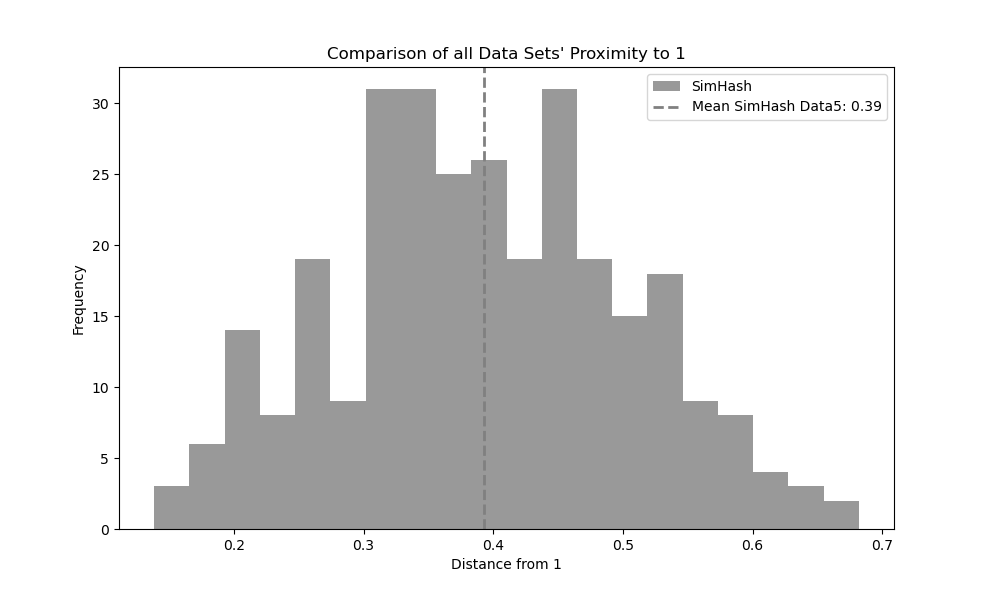 Comparison of all Data Sets' Proximity to 1
SimHash
Mean SimHash Data5: 0.39
Frequency
30
25
20
15
10
5
0
0.2 0.3 0.4 0.5 0.6 0.7
Distance from 1